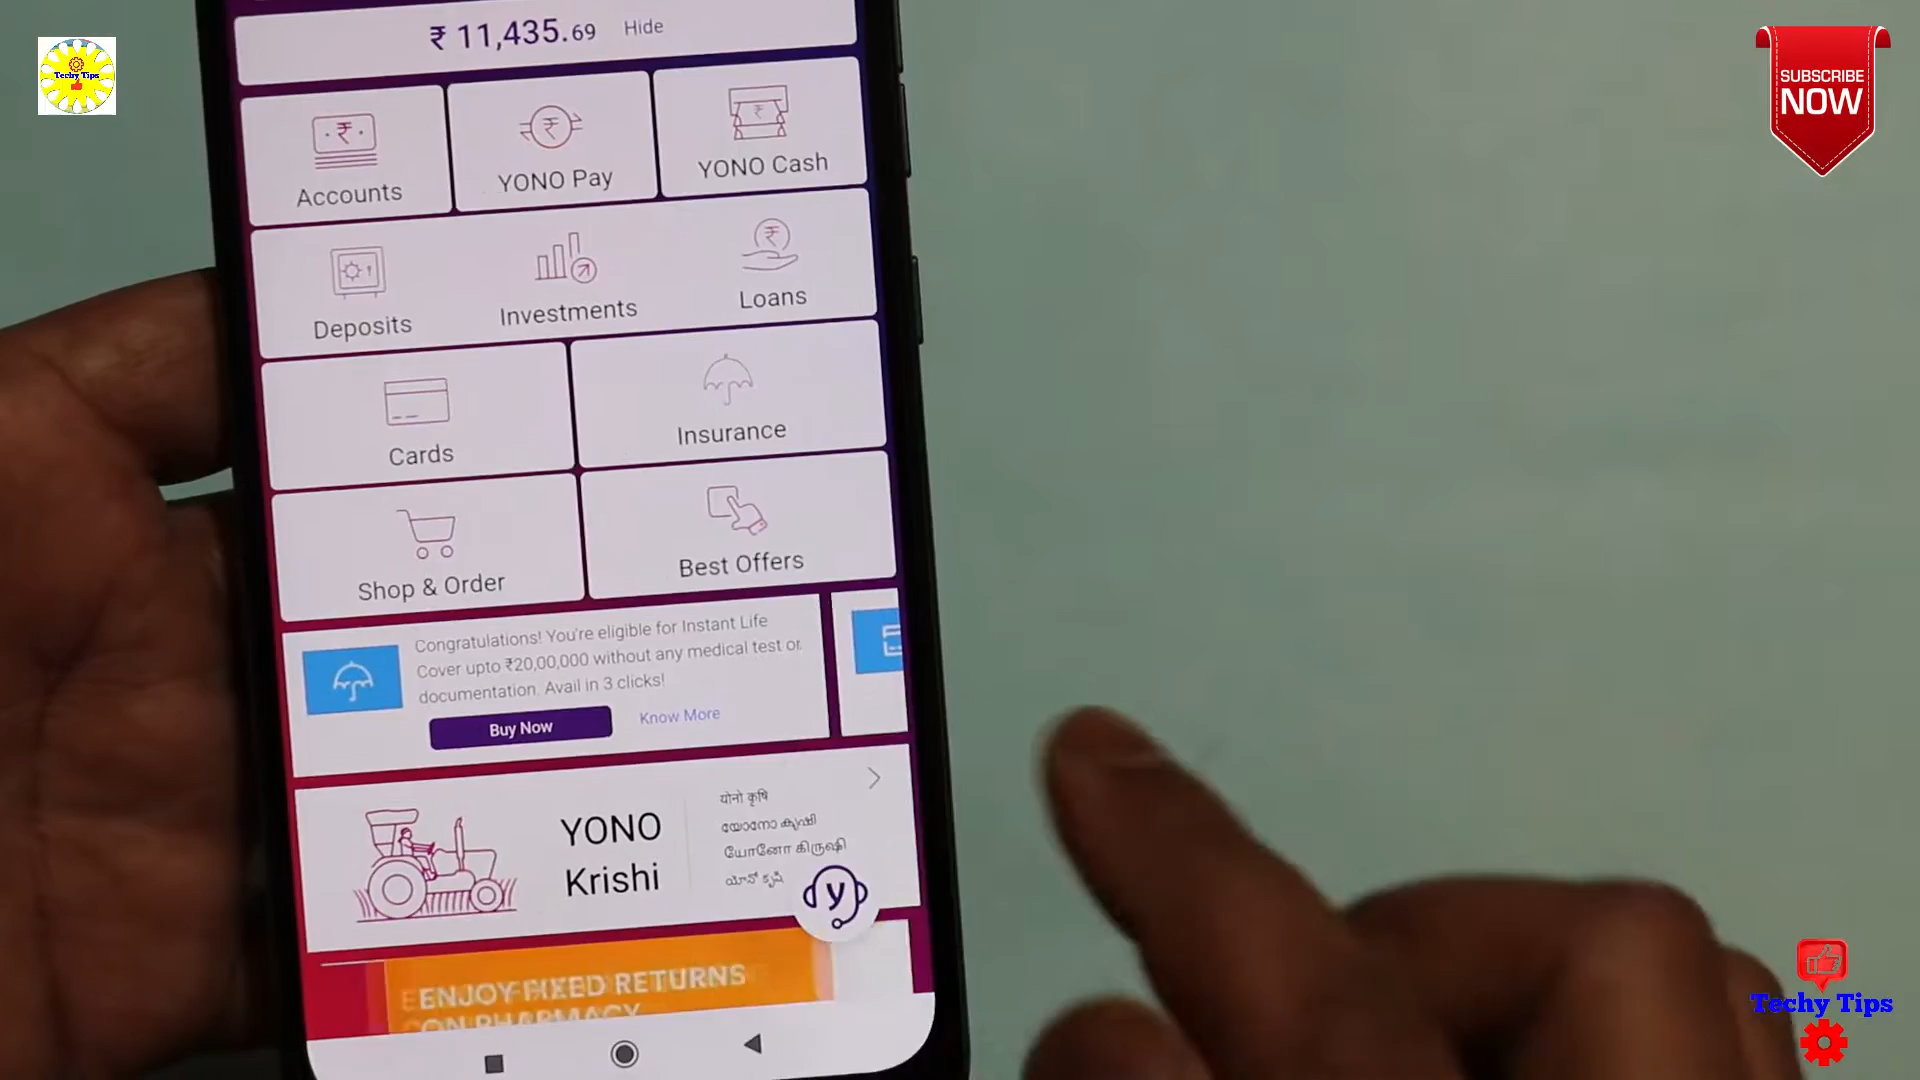 ₹ 11,435.69 Hide
Techy Tips
SUBSCRIBE
NOW
Accounts
YONO Pay
YONO Cash
Deposits
Investments
Loans
Cards
Insurance
Shop & Order
Best Offers
Congratulations! You're eligible for Instant Life
Cover upto ₹20,00,000 without any medical test or
documentation. Avail in 3 clicks!
Buy Now
Know More
YONO
Krishi
योनो कृषि
യോനോ കൃഷി
யோனோ கிருஷி
యోనో కృషి
y
ENJOY FIXED RETURNS
Techy Tips